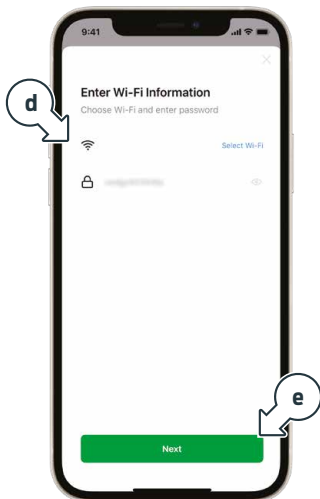 9:41
Enter Wi-Fi Information
Choose Wi-Fi and enter password
d
Select Wi-Fi
e
Next